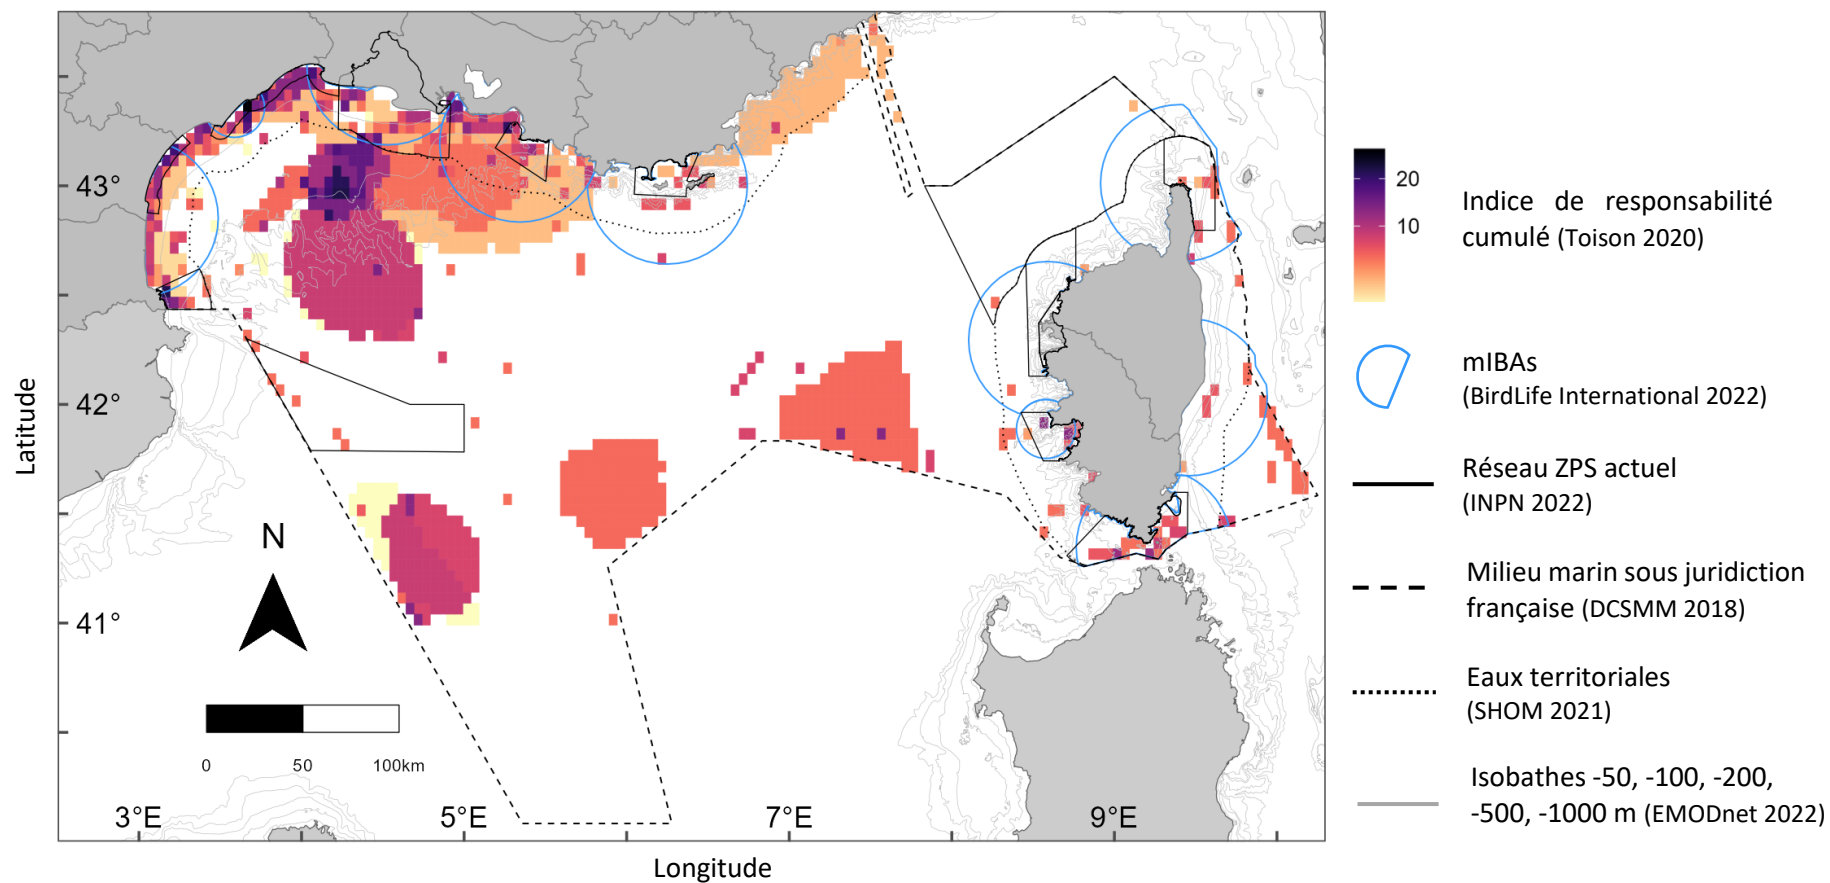 43°
42°
41°
Latitude
N
0 50 100km
3°E 5°E 7°E 9°E
Longitude
20
10
Indice de responsabilité
cumulé (Toison 2020)
mIBAs
(BirdLife International 2022)
Réseau ZPS actuel
(INPN 2022)
Milieu marin sous juridiction
française (DCSMM 2018)
Eaux territoriales
(SHOM 2021)
Isobathes -50, -100, -200,
-500, -1000 m (EMODnet 2022)